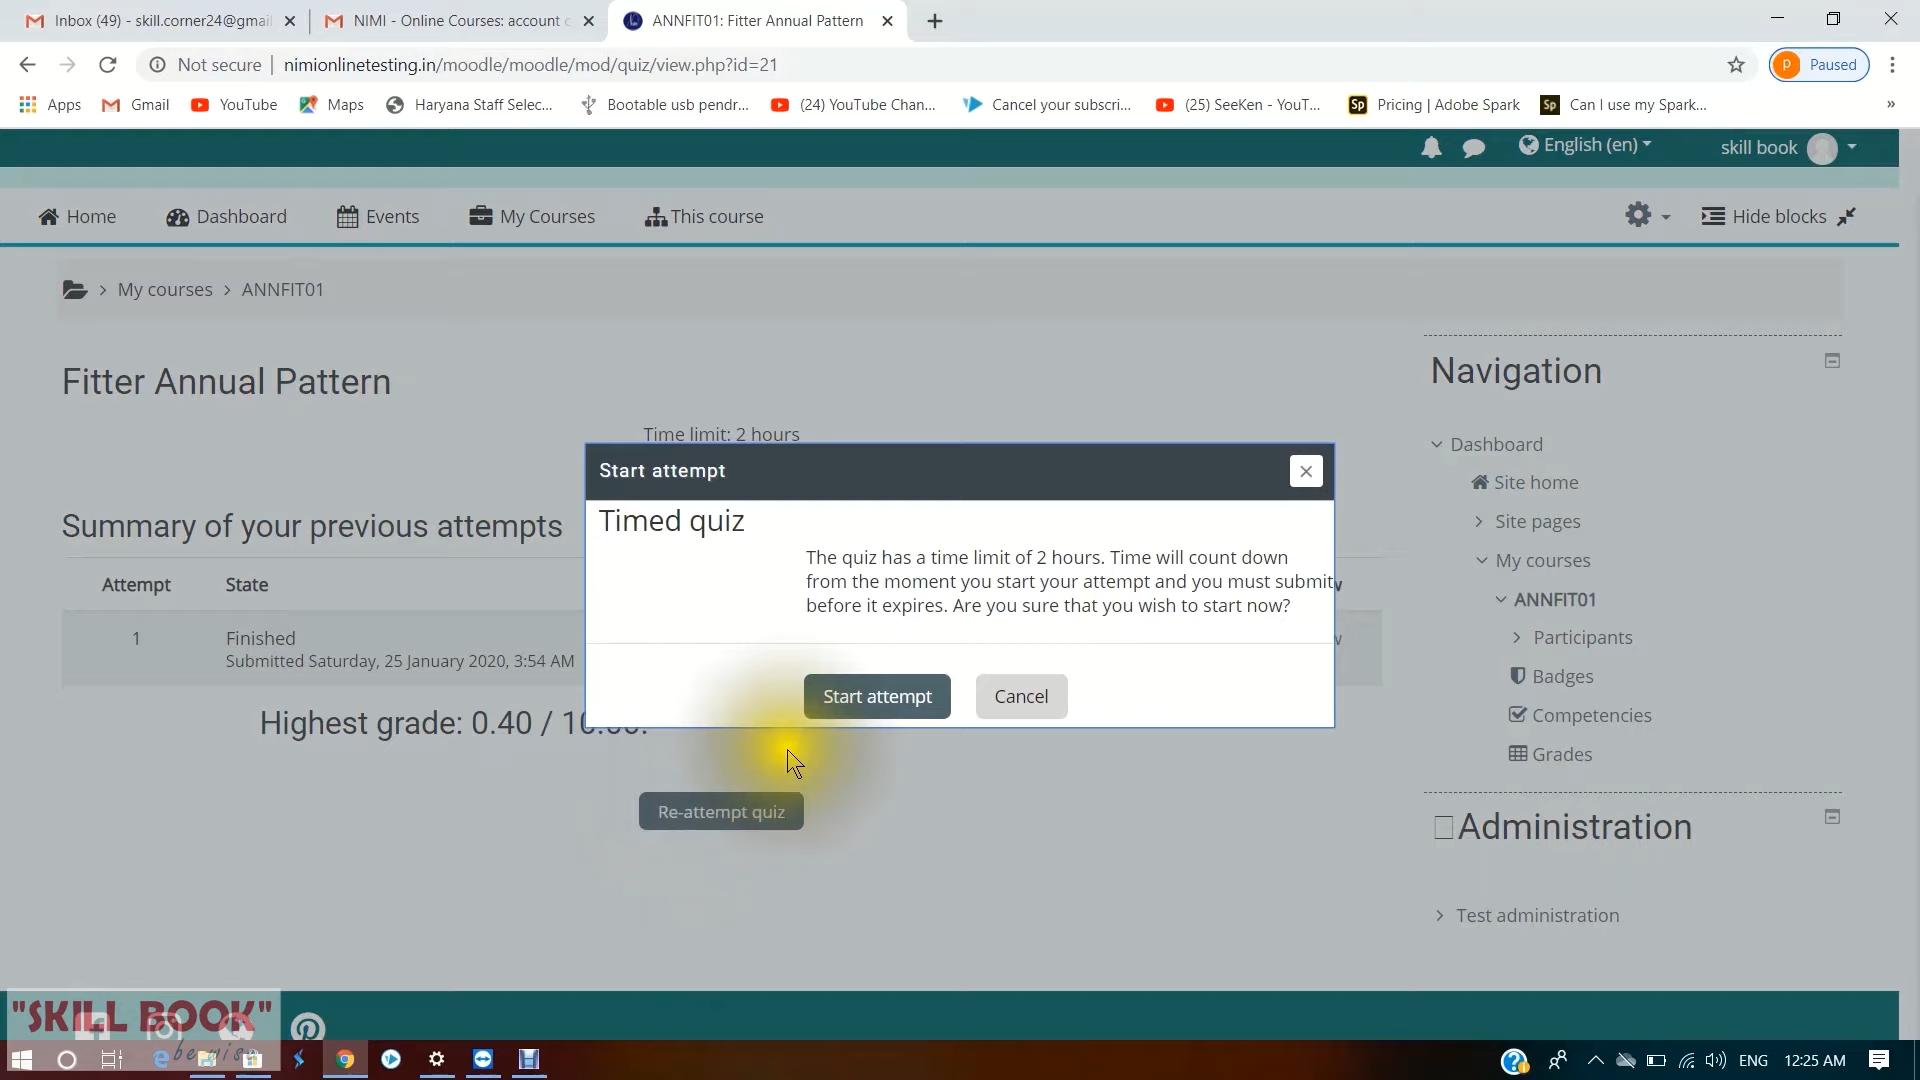 Inbox (49) - skill.corner24@gmail
NIMI - Online Courses: account c
ANNFIT01: Fitter Annual Pattern
Not secure | nimionlinetesting.in/moodle/moodle/mod/quiz/view.php?id=21
P Paused
Apps
Gmail
YouTube
Maps
Haryana Staff Selec...
Bootable usb pendr...
(24) YouTube Chan...
Cancel your subscri...
(25) SeeKen - YouT...
Sp Pricing | Adobe Spark
Sp Can I use my Spark...
»
English (en)
skill book
Home
Dashboard
Events
My Courses
This course
Hide blocks
My courses
ANNFIT01
Fitter Annual Pattern
Time limit: 2 hours
Start attempt
Timed quiz
The quiz has a time limit of 2 hours. Time will count down
from the moment you start your attempt and you must submit
before it expires. Are you sure that you wish to start now?
Start attempt
Cancel
Summary of your previous attempts
Attempt
State
1
Finished
Submitted Saturday, 25 January 2020, 3:54 AM
Highest grade: 0.40 / 10.00.
Re-attempt quiz
Navigation
Dashboard
Site home
Site pages
My courses
ANNFIT01
Participants
Badges
Competencies
Grades
Administration
Test administration
"SKILL BOOK"
ENG
12:25 AM